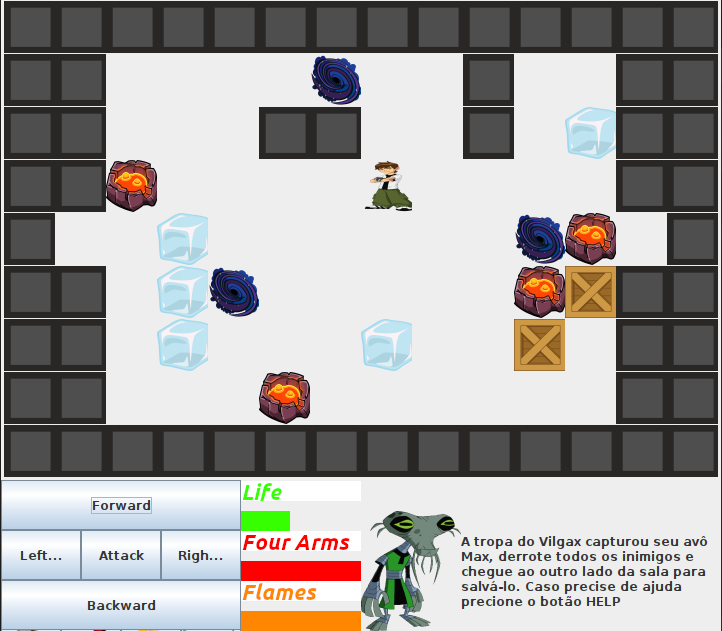 Forward
Left...
Attack
Righ...
Backward
Life
Four Arms
Flames
A tropa do Vilgax capturou seu avô
Max, derrote todos os inimigos e
chegue ao outro lado da sala para
salvá-lo. Caso precise de ajuda
precione o botão HELP